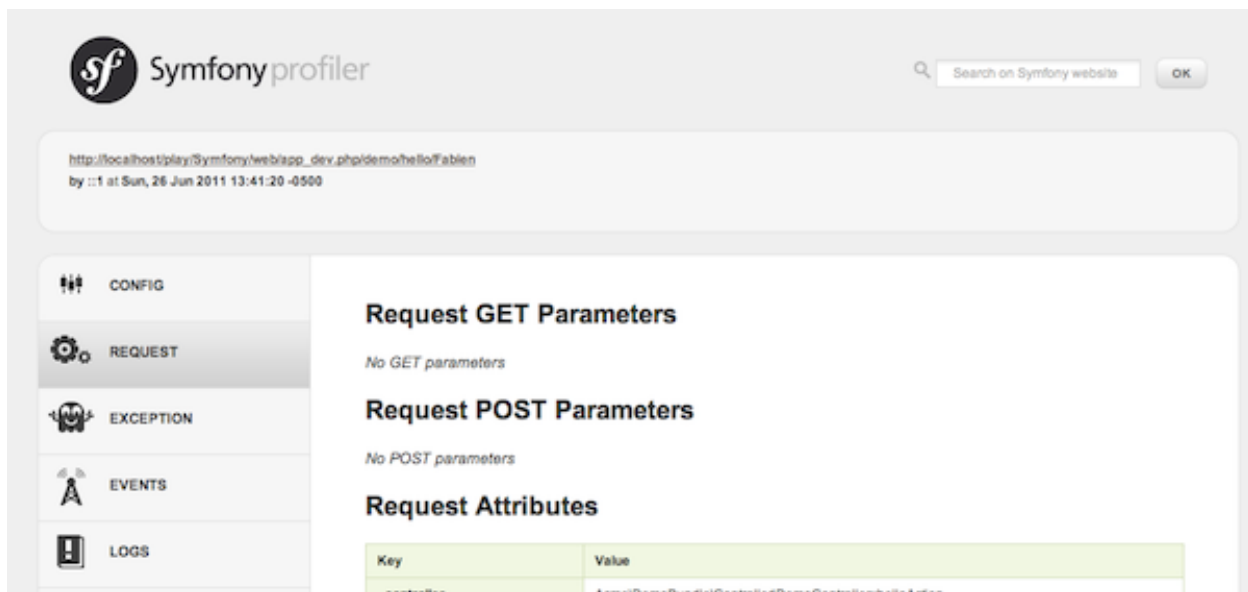 sf Symfony profiler
Search on Symfony website OK
http://localhost/play/Symfony/web/app_dev.php/demo/hello/Fabien
by ::1 at Sun, 26 Jun 2011 13:41:20 -0500
CONFIG
REQUEST
EXCEPTION
EVENTS
LOGS
Request GET Parameters
No GET parameters
Request POST Parameters
No POST parameters
Request Attributes
Key Value